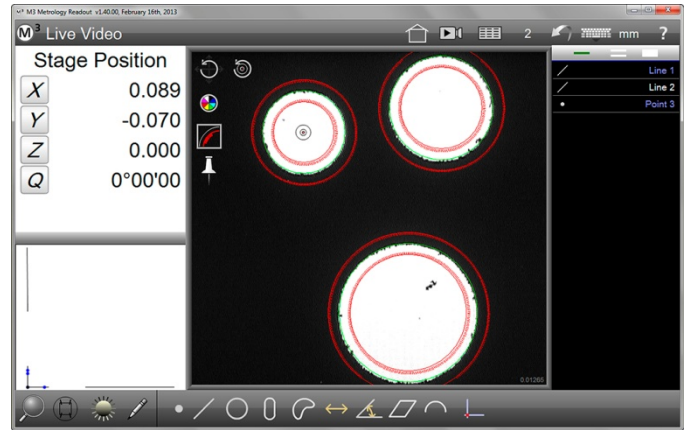 M³ M3 Metrology Readout v1.40.00, February 16th, 2013
M³ Live Video
2
mm
?
Stage Position
X 0.089
Y -0.070
Z 0.000
Q 0°00'00
Line 1
Line 2
Point 3
0.01265